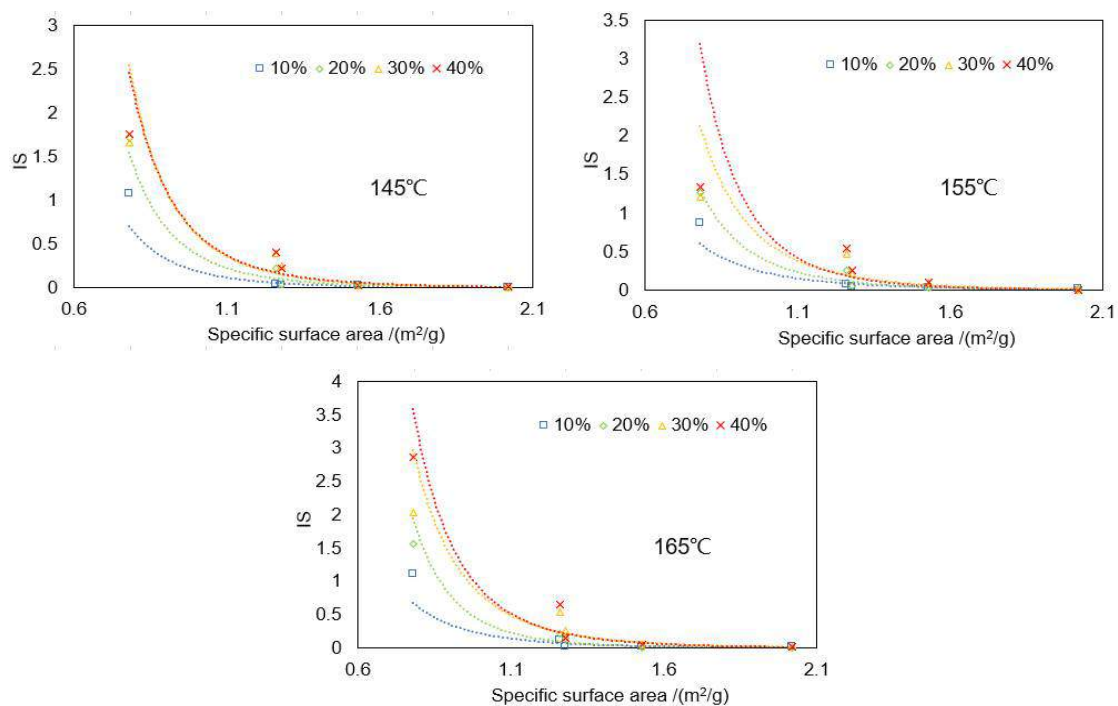 3
2.5
2
1.5
1
0.5
0
IS
10% 20% 30% 40%
145℃
0.6 1.1 1.6 2.1
Specific surface area /(m²/g)
3.5
3
2.5
2
1.5
1
0.5
0
IS
10% 20% 30% 40%
155℃
0.6 1.1 1.6 2.1
Specific surface area /(m²/g)
4
3.5
3
2.5
2
1.5
1
0.5
0
IS
10% 20% 30% 40%
165℃
0.6 1.1 1.6 2.1
Specific surface area /(m²/g)